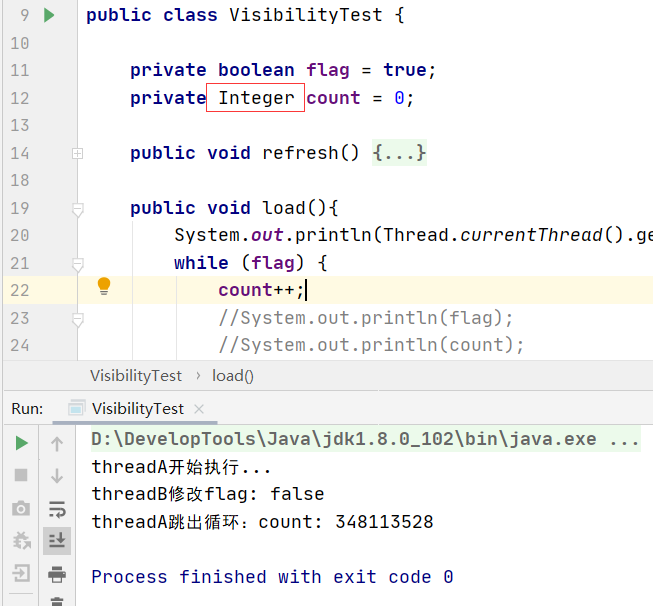 9 public class VisibilityTest {
10
11 private boolean flag = true;
12 private Integer count = 0;
13
14 public void refresh() {...}
18
19 public void load(){
20 System.out.println(Thread.currentThread().ge
21 while (flag) {
22 count++;
23 //System.out.println(flag);
24 //System.out.println(count);
VisibilityTest › load()
Run: VisibilityTest ×
D:\DevelopTools\Java\jdk1.8.0_102\bin\java.exe ...
threadA开始执行...
threadB修改flag: false
threadA跳出循环：count: 348113528
Process finished with exit code 0